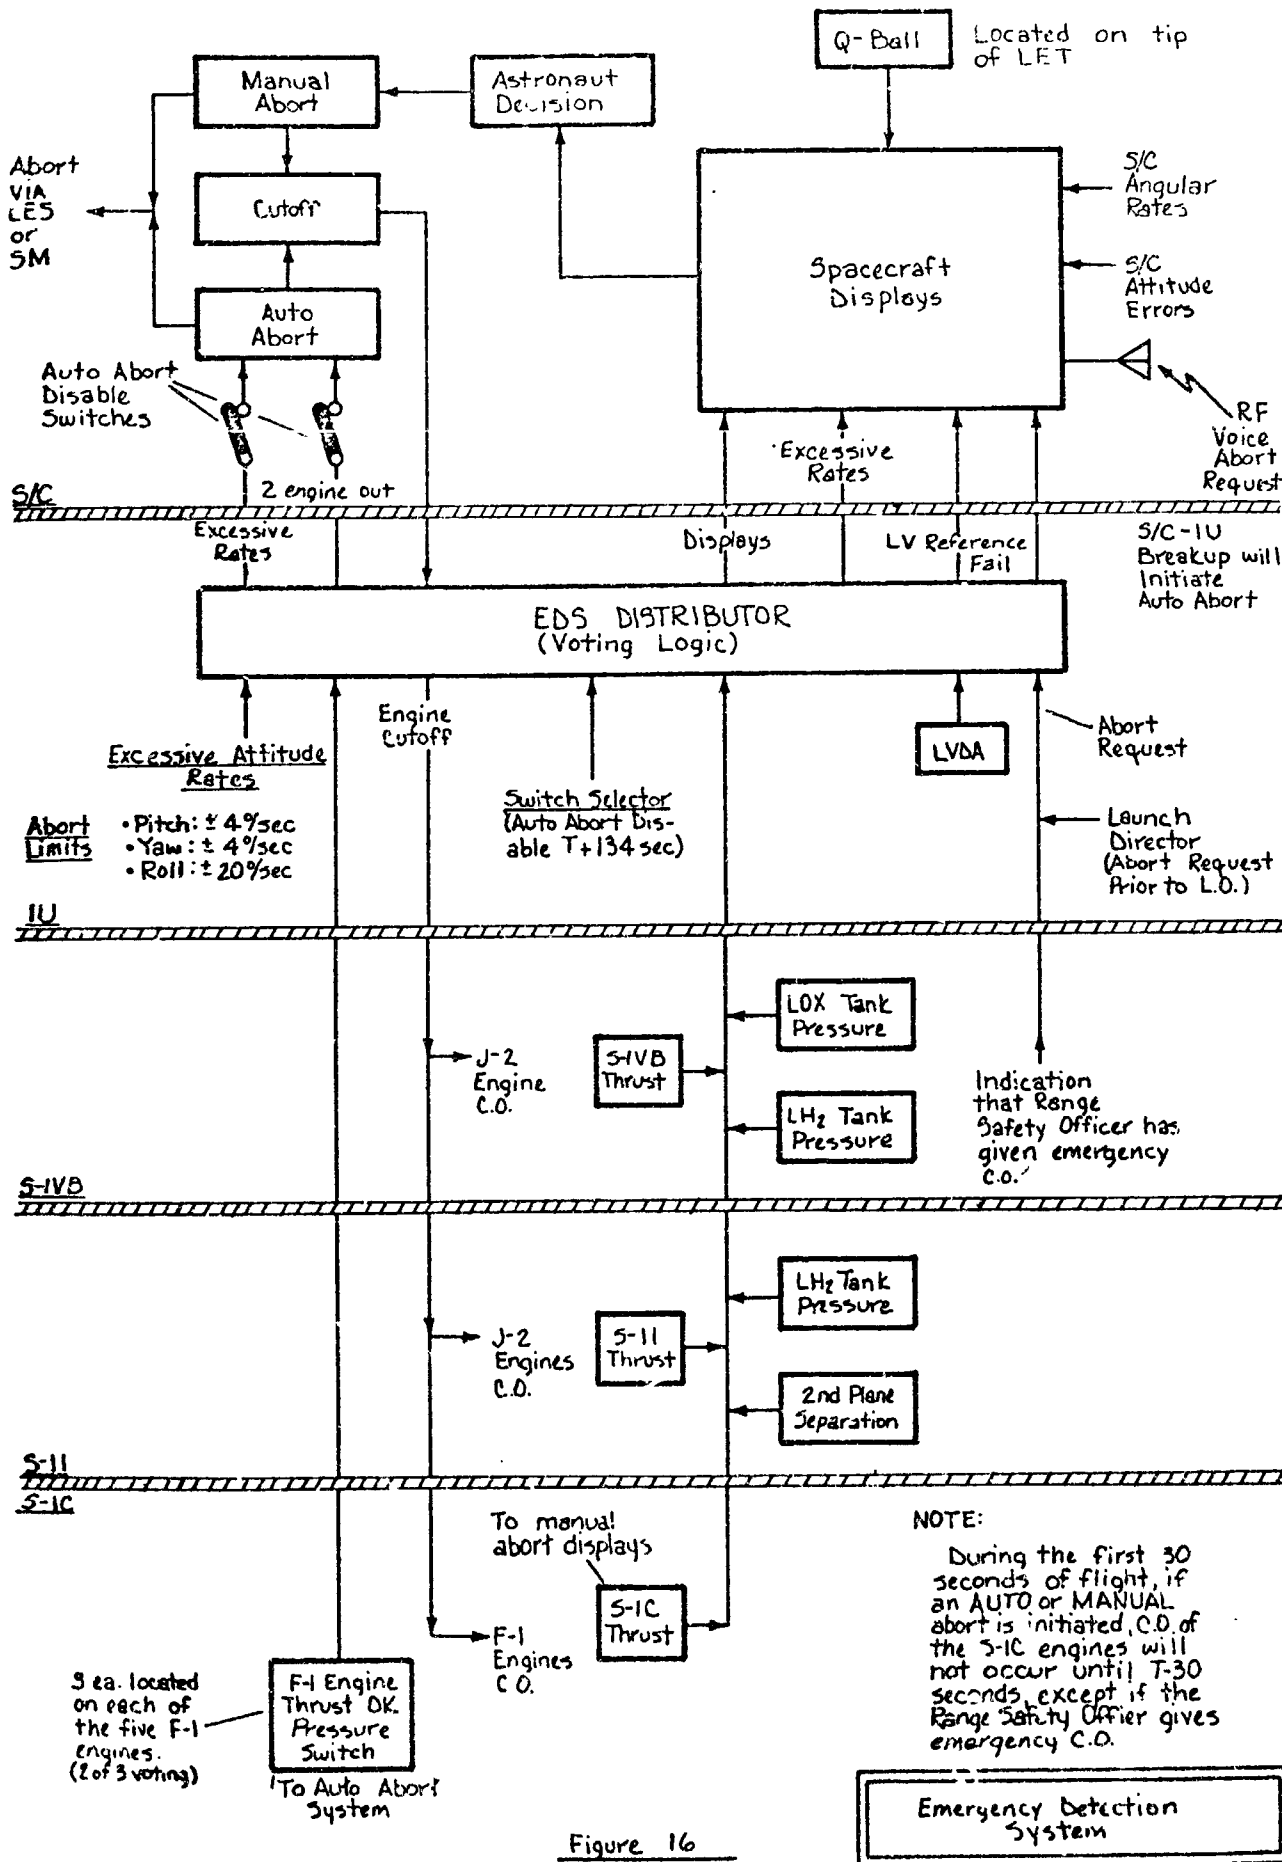 Q-Ball
Located on tip
of LET
Manual
Abort
Astronaut
Decision
Abort
VIA
LES
or
SM
Cutoff
S/C
Angular
Rates
Spacecraft
Displays
S/C
Attitude
Errors
Auto
Abort
Auto Abort
Disable
Switches
RF
Voice
Abort
Request
Excessive
Rates
2 engine out
S/C
Excessive
Rates
Displays
LV Reference
Fail
S/C-IU
Breakup will
Initiate
Auto Abort
EDS DISTRIBUTOR
(Voting Logic)
Engine
Cutoff
LVDA
Abort
Request
Excessive Attitude
Rates
Abort
Limits
• Pitch: ± 4°/sec
• Yaw: ± 4°/sec
• Roll: ± 20°/sec
Switch Selector
(Auto Abort Dis-
able T+134 sec)
Launch
Director
(Abort Request
Prior to L.O.)
IU
LOX Tank
Pressure
S-IVB
Thrust
J-2
Engine
C.O.
LH₂ Tank
Pressure
Indication
that Range
Safety Officer has
given emergency
C.O.
S-IVB
LH₂ Tank
Pressure
J-2
Engines
C.O.
S-II
Thrust
2nd Plane
Separation
S-II
S-IC
To manual
abort displays
S-IC
Thrust
F-1
Engines
C.O.
NOTE:
During the first 30
seconds of flight, if
an AUTO or MANUAL
abort is initiated, C.O. of
the S-IC engines will
not occur until T-30
seconds, except if the
Range Safety Offier gives
emergency C.O.
3 ea. located
on each of
the five F-1
engines.
(2 of 3 voting)
F-1 Engine
Thrust OK.
Pressure
Switch
To Auto Abort
System
Emergency Detection
System
Figure 16